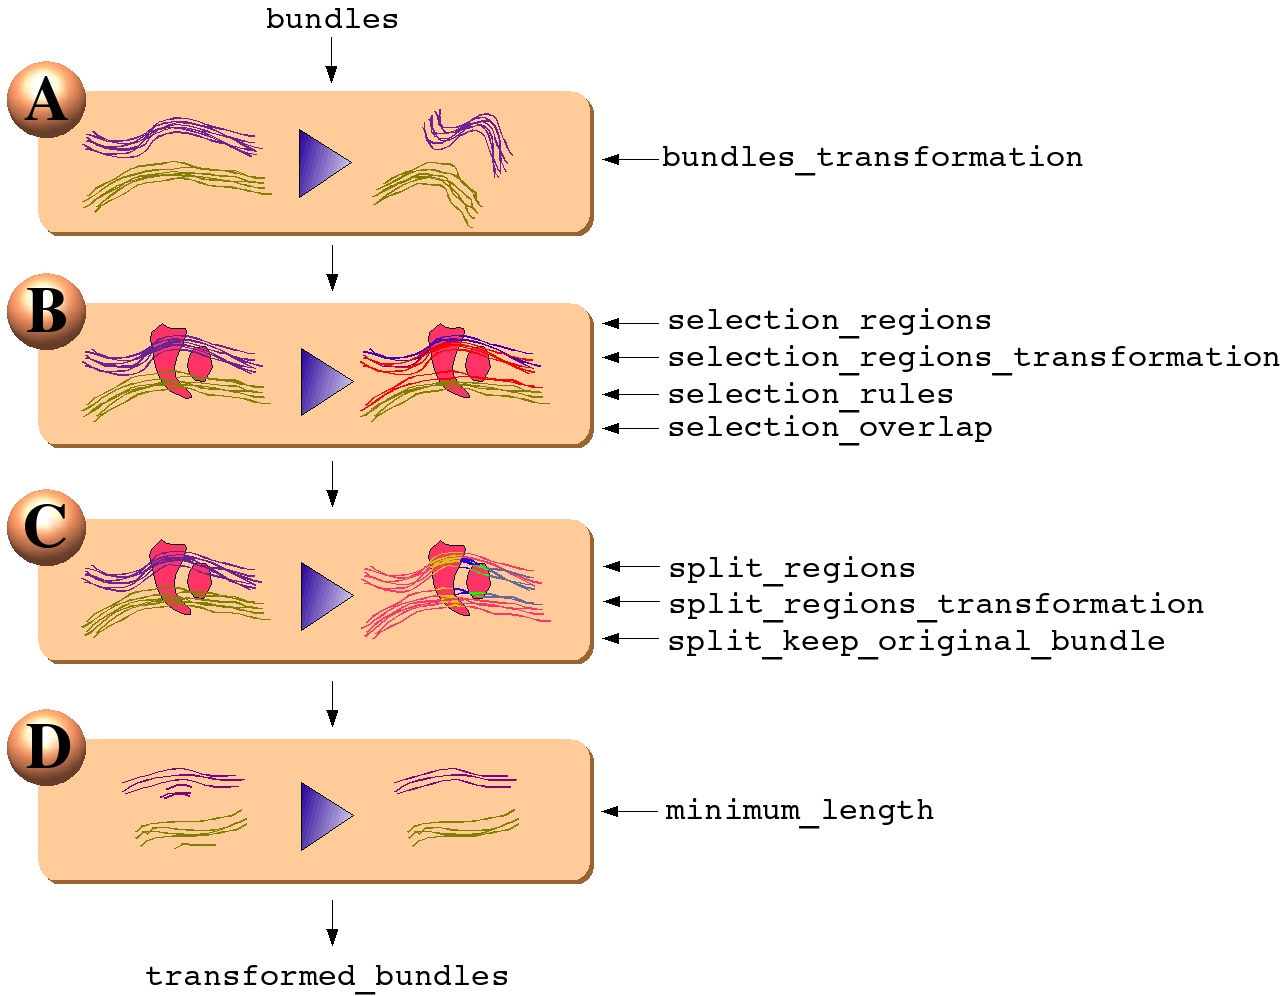 bundles
A
bundles_transformation
B
selection_regions
selection_regions_transformation
selection_rules
selection_overlap
C
split_regions
split_regions_transformation
split_keep_original_bundle
D
minimum_length
transformed_bundles